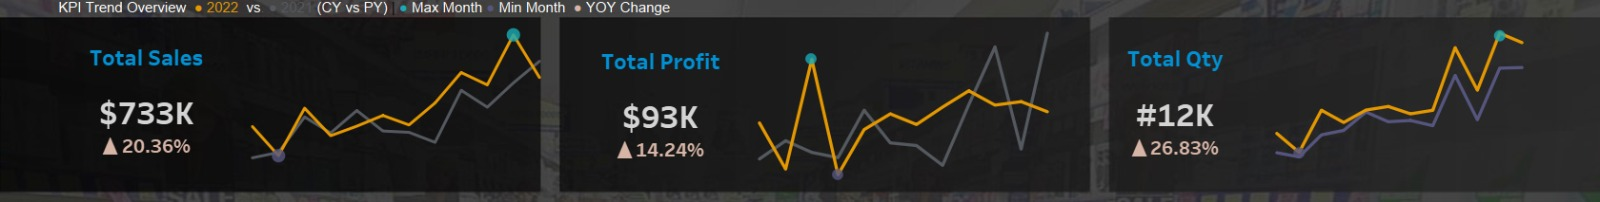 KPI Trend Overview ● 2022 vs ● 2021 (CY vs PY) | ● Max Month ● Min Month ● YOY Change
Total Sales
$733K
▲ 20.36%
Total Profit
$93K
▲ 14.24%
Total Qty
#12K
▲ 26.83%